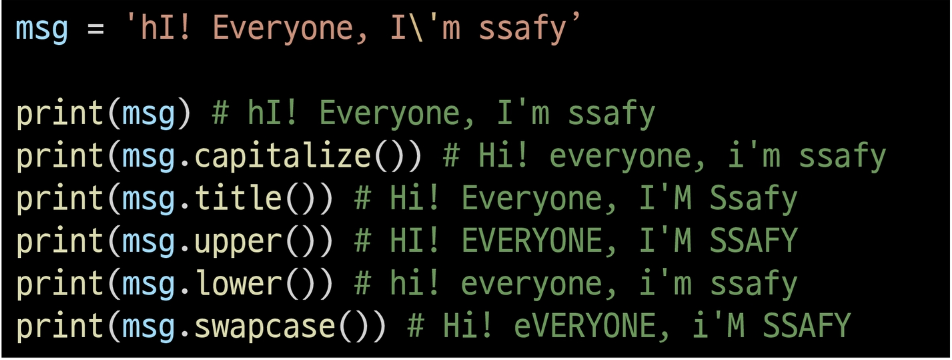 msg = 'hI! Everyone, I\'m ssafy’
print(msg) # hI! Everyone, I'm ssafy
print(msg.capitalize()) # Hi! everyone, i'm ssafy
print(msg.title()) # Hi! Everyone, I'M Ssafy
print(msg.upper()) # HI! EVERYONE, I'M SSAFY
print(msg.lower()) # hi! everyone, i'm ssafy
print(msg.swapcase()) # Hi! eVERYONE, i'M SSAFY